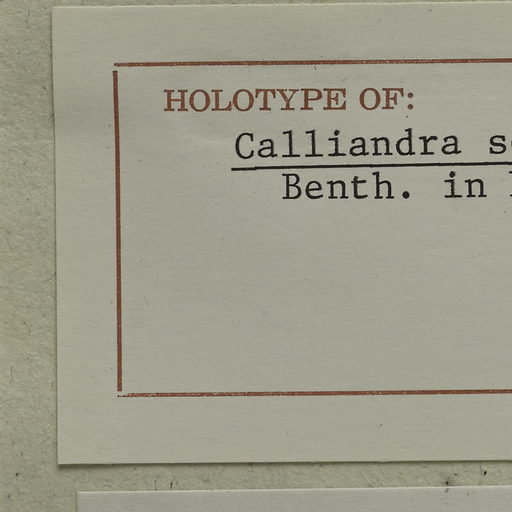 HOLOTYPE OF:
Calliandra
Benth. in